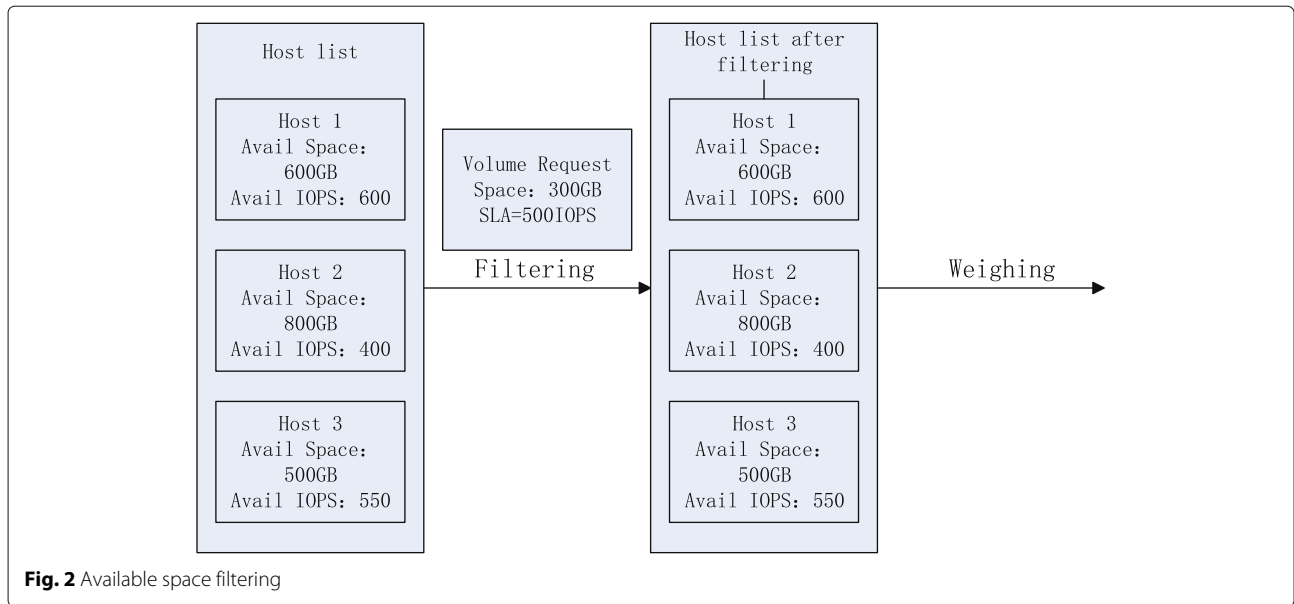 Host list
Host 1
Avail Space:
600GB
Avail IOPS: 600
Host 2
Avail Space:
800GB
Avail IOPS: 400
Host 3
Avail Space:
500GB
Avail IOPS: 550
Volume Request
Space: 300GB
SLA=500IOPS
Filtering
Host list after
filtering
Host 1
Avail Space:
600GB
Avail IOPS: 600
Host 2
Avail Space:
800GB
Avail IOPS: 400
Host 3
Avail Space:
500GB
Avail IOPS: 550
Weighing
Fig. 2 Available space filtering